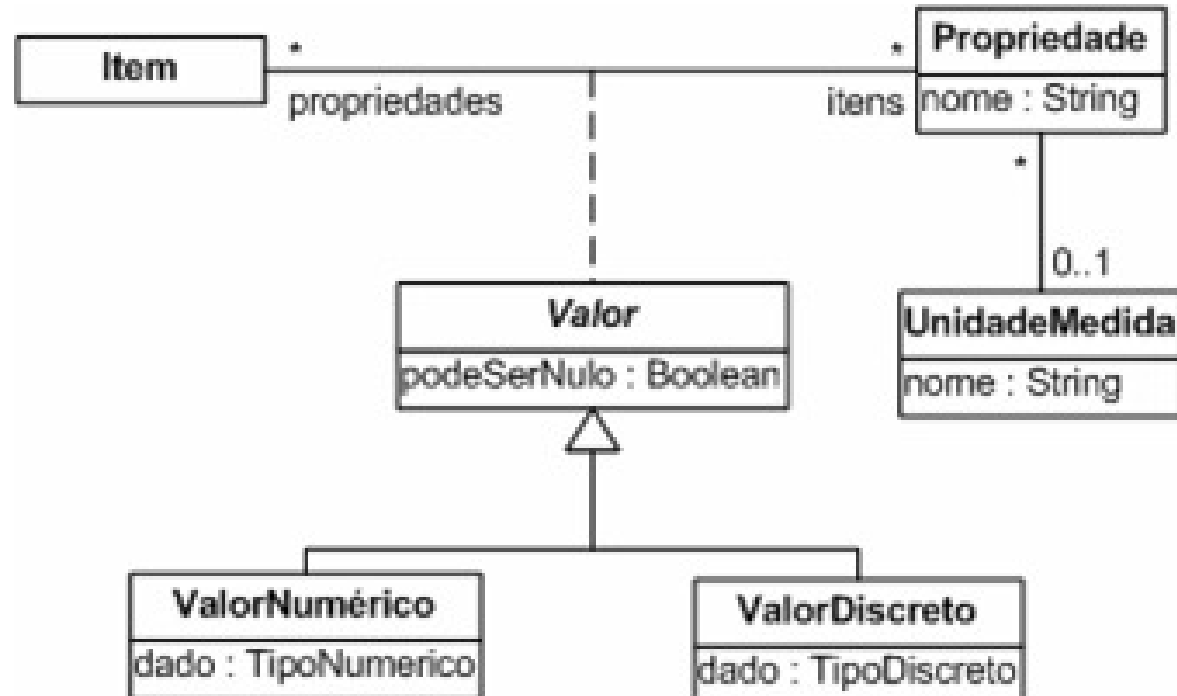 Item
*
*
propriedades
itens
Propriedade
nome : String
*
0..1
UnidadeMedida
nome : String
Valor
podeSerNulo : Boolean
ValorNumérico
dado : TipoNumerico
ValorDiscreto
dado : TipoDiscreto